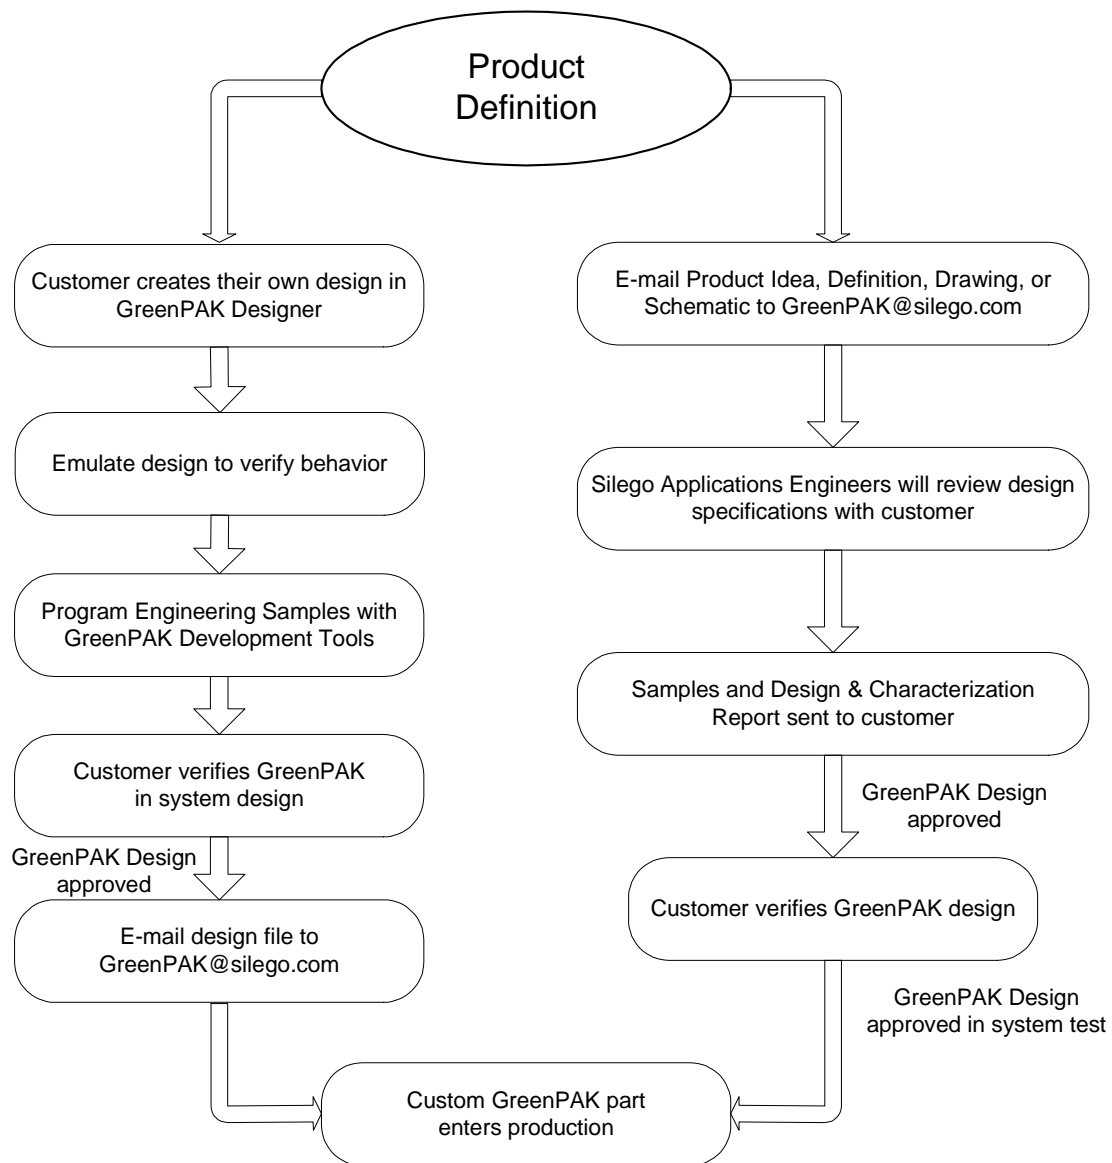 Product
Definition
Customer creates their own design in
GreenPAK Designer
Emulate design to verify behavior
Program Engineering Samples with
GreenPAK Development Tools
Customer verifies GreenPAK
in system design
GreenPAK Design
approved
E-mail design file to
GreenPAK@silego.com
E-mail Product Idea, Definition, Drawing, or
Schematic to GreenPAK@silego.com
Silego Applications Engineers will review design
specifications with customer
Samples and Design & Characterization
Report sent to customer
GreenPAK Design
approved
Customer verifies GreenPAK design
GreenPAK Design
approved in system test
Custom GreenPAK part
enters production